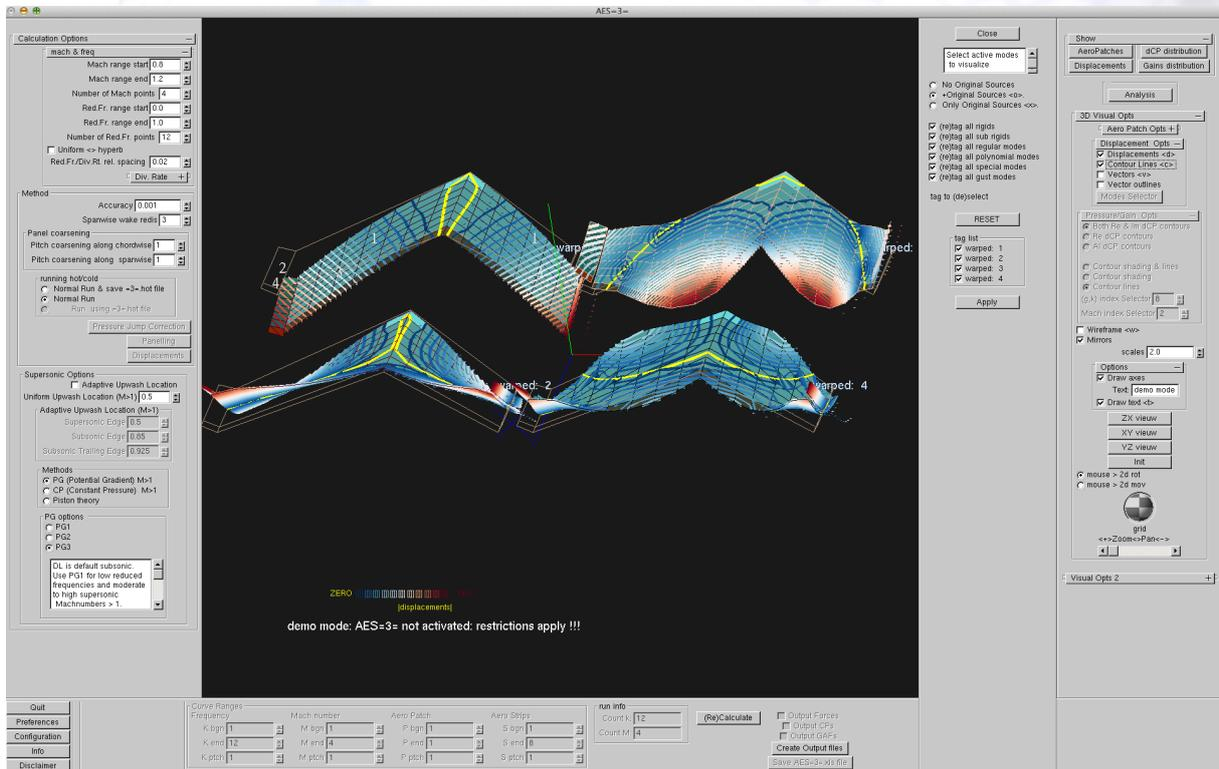 AES=3=
Calculation Options
mach & freq
Mach range start 0.8
Mach range end 1.2
Number of Mach points 4
Red.Fr. range start 0.0
Red.Fr. range end 1.0
Number of Red.Fr. points 12
Uniform <> hyperb
Red.Fr./Div.Rt. rel. spacing 0.02
Div. Rate +
Method
Accuracy 0.001
Spanwise wake redis 3
Panel coarsening
Pitch coarsening along chordwise 1
Pitch coarsening along spanwise 1
running hot/cold
Normal Run & save =3= hot file
Normal Run
Run using =3= hot file
Pressure Jump Correction
Panelling
Displacements
Supersonic Options
Adaptive Upwash Location
Uniform Upwash Location (M>1) 0.5
Adaptive Upwash Location (M>1)
Supersonic Edge 0.5
Subsonic Edge 0.85
Subsonic Trailing Edge 0.925
Methods
PG (Potential Gradient) M>1
CP (Constant Pressure) M>1
Piston theory
PG options
PG1
PG2
PG3
DL is default subsonic.
Use PG1 for low reduced
frequencies and moderate
to high supersonic
Machnumbers > 1.
1
2
4
warp
warped:
warped: 2
warped: 4
ZERO
|displacements|
demo mode: AES=3= not activated: restrictions apply !!!
Close
Select active modes
to visualize
No Original Sources
+Original Sources <o>.
Only Original Sources <x>.
(re)tag all rigids
(re)tag all sub rigids
(re)tag all regular modes
(re)tag all polynomial modes
(re)tag all special modes
(re)tag all gust modes
tag to (de)select
RESET
tag list
warped: 1
warped: 2
warped: 3
warped: 4
Apply
Show
AeroPatches dCP distribution
Displacements Gains distribution
Analysis
3D Visual Opts
Aero Patch Opts +
Displacement Opts
Displacements <d>
Contour Lines <c>
Vectors <v>
Vector outlines
Modes Selector
Pressure/Gain Opts
Both Re & Im dCP contours
Re dCP contours
AI dCP contours
Contour shading & lines
Contour shading
Contour lines
(g,k) index Selector 8
Mach index Selector 2
Wireframe <w>
Mirrors
scales 2.0
Options
Draw axes
Text: demo mode
Draw text <t>
ZX vieuw
XY vieuw
YZ vieuw
Init
mouse > 2d rot
mouse > 2d mov
grid
<+>Zoom<>Pan<->
Visual Opts 2 +
Quit
Preferences
Configuration
Info
Disclaimer
Curve Ranges
Frequency Mach number Aero Patch Aero Strips
K bgn 1 M bgn 1 P bgn 1 S bgn 1
K end 12 M end 4 P end 1 S end 8
K ptch 1 M ptch 1 P ptch 1 S ptch 1
run info
Count k 12
Count M 4
(Re)Calculate
Output Forces
Output CPs
Output GAFs
Create Output files
Save AES=3=.xls file